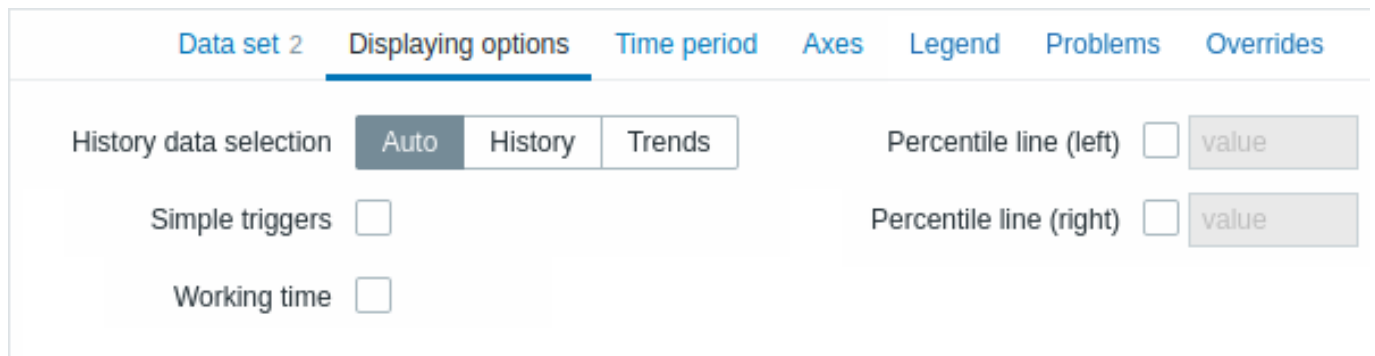 Data set 2 Displaying options Time period Axes Legend Problems Overrides
History data selection Auto History Trends Percentile line (left) value
Simple triggers Percentile line (right) value
Working time